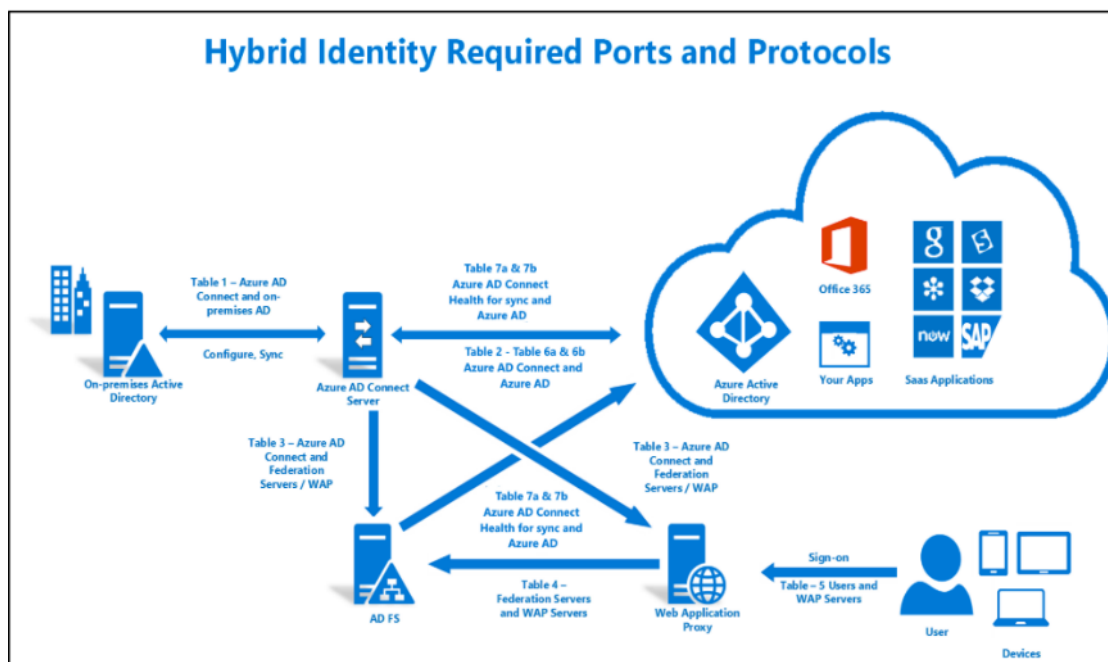 Hybrid Identity Required Ports and Protocols
Table 1 – Azure AD
Connect and on-
premises AD
Configure, Sync
On-premises Active
Directory
Azure AD Connect
Server
Table 7a & 7b
Azure AD Connect
Health for sync and
Azure AD
Table 2 - Table 6a & 6b
Azure AD Connect and
Azure AD
Azure Active
Directory
Office 365
Your Apps
g
now
SAP
Saas Applications
Table 3 – Azure AD
Connect and
Federation
Servers / WAP
Table 3 – Azure AD
Connect and
Federation
Servers / WAP
Table 7a & 7b
Azure AD Connect
Health for sync and
Azure AD
Table 4 –
Federation Servers
and WAP Servers
AD FS
Web Application
Proxy
Sign-on
Table – 5 Users and
WAP Servers
User
Devices